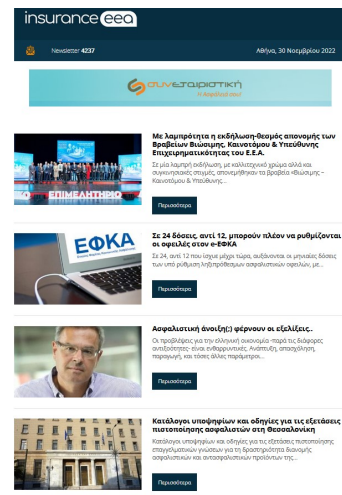 insurance eea
Newsletter 4237
Αθήνα, 30 Νοεμβρίου 2022
συνεταιριστική
Η Ασφάλειά σου!
Με λαμπρότητα η εκδήλωση-θεσμός απονομής των
Βραβείων Βιώσιμης, Καινοτόμου & Υπεύθυνης
Επιχειρηματικότητας του Ε.Ε.Α.
Σε μία λαμπρή εκδήλωση, με καλλιτεχνικό χρώμα αλλά και
συγκινησιακές στιγμές, απονεμήθηκαν τα βραβεία «Βιώσιμης –
Καινοτόμου & Υπεύθυνης...
ΕΠΙΜΕΛΗΤΗΡΙΟ
Περισσότερα
ΕΦΚΑ
Σε 24 δόσεις, αντί 12, μπορούν πλέον να ρυθμίζονται
οι οφειλές στον e-ΕΦΚΑ
Σε 24, αντί 12 που ίσχυε μέχρι τώρα, αυξάνονται οι μηνιαίες δόσεις
των υπό ρύθμιση ληξιπρόθεσμων ασφαλιστικών οφειλών, με...
Περισσότερα
Ασφαλιστική άνοιξη(;) φέρνουν οι εξελίξεις..
Οι προβλέψεις για την ελληνική οικονομία -παρά τις διάφορες
αντιξοότητες- είναι ενθαρρυντικές. Ανάπτυξη, απασχόληση,
παραγωγή, και τόσες άλλες παράμετροι...
Περισσότερα
Κατάλογοι υποψηφίων και οδηγίες για τις εξετάσεις
πιστοποίησης ασφαλιστών στη Θεσσαλονίκη
Κατάλογοι υποψηφίων και οδηγίες για τις εξετάσεις πιστοποίησης
επαγγελματικών γνώσεων για τη δραστηριότητα διανομής
ασφαλιστικών και αντασφαλιστικών προϊόντων της...
Περισσότερα